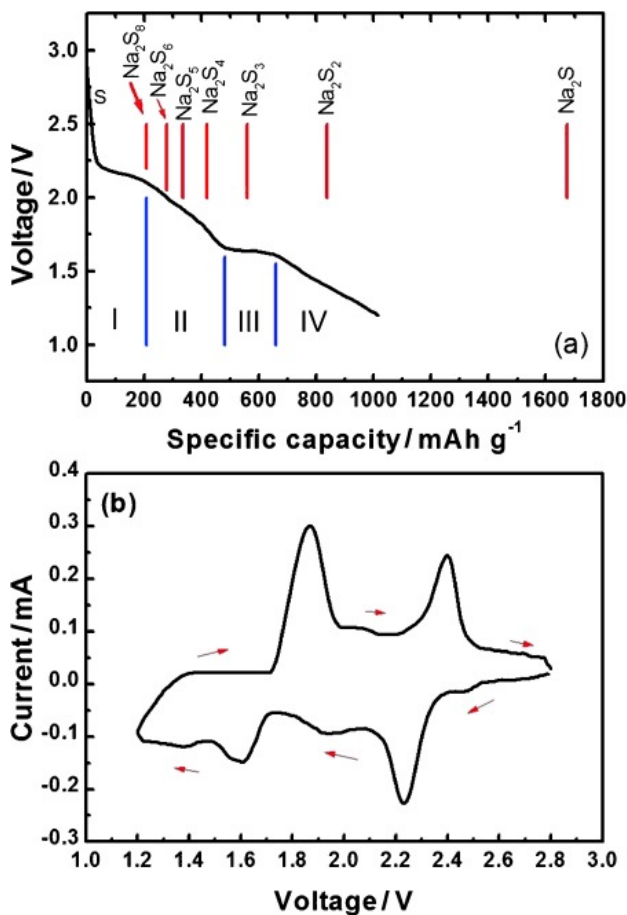 Na₂S₈
Na₂S₆
Na₂S₅
Na₂S₄
Na₂S₃
Na₂S₂
Na₂S
S
3.0
2.5
2.0
1.5
1.0
Voltage / V
I
II
III
IV
(a)
0 200 400 600 800 1000 1200 1400 1600 1800
Specific capacity / mAh g⁻¹
(b)
0.4
0.3
0.2
0.1
0.0
-0.1
-0.2
-0.3
Current / mA
1.0 1.2 1.4 1.6 1.8 2.0 2.2 2.4 2.6 2.8 3.0
Voltage / V